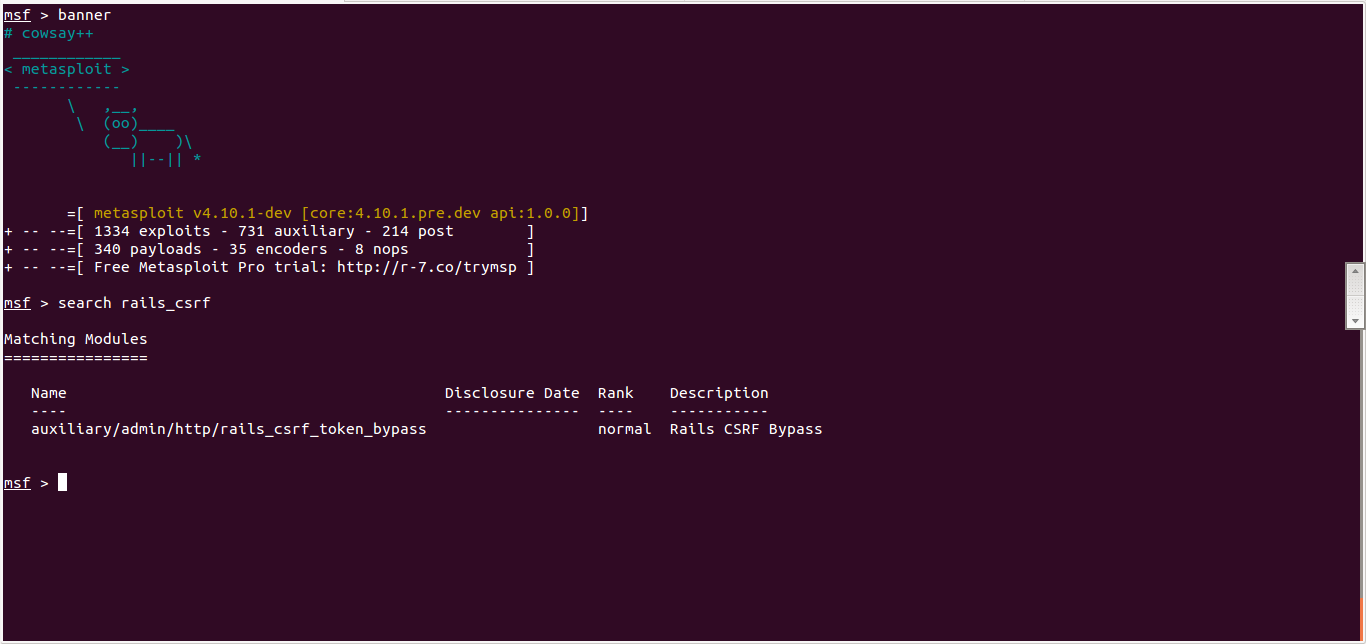 msf > banner
# cowsay++
 ____________
< metasploit >
 ------------
       \   ,__,
        \  (oo)____
           (__)    )\
              ||--|| *
       =[ metasploit v4.10.1-dev [core:4.10.1.pre.dev api:1.0.0]]
+ -- --=[ 1334 exploits - 731 auxiliary - 214 post        ]
+ -- --=[ 340 payloads - 35 encoders - 8 nops             ]
+ -- --=[ Free Metasploit Pro trial: http://r-7.co/trymsp ]
msf > search rails_csrf
Matching Modules
================
   Name                                          Disclosure Date  Rank    Description
   ----                                          ---------------  ----    -----------
   auxiliary/admin/http/rails_csrf_token_bypass                   normal  Rails CSRF Bypass
msf >